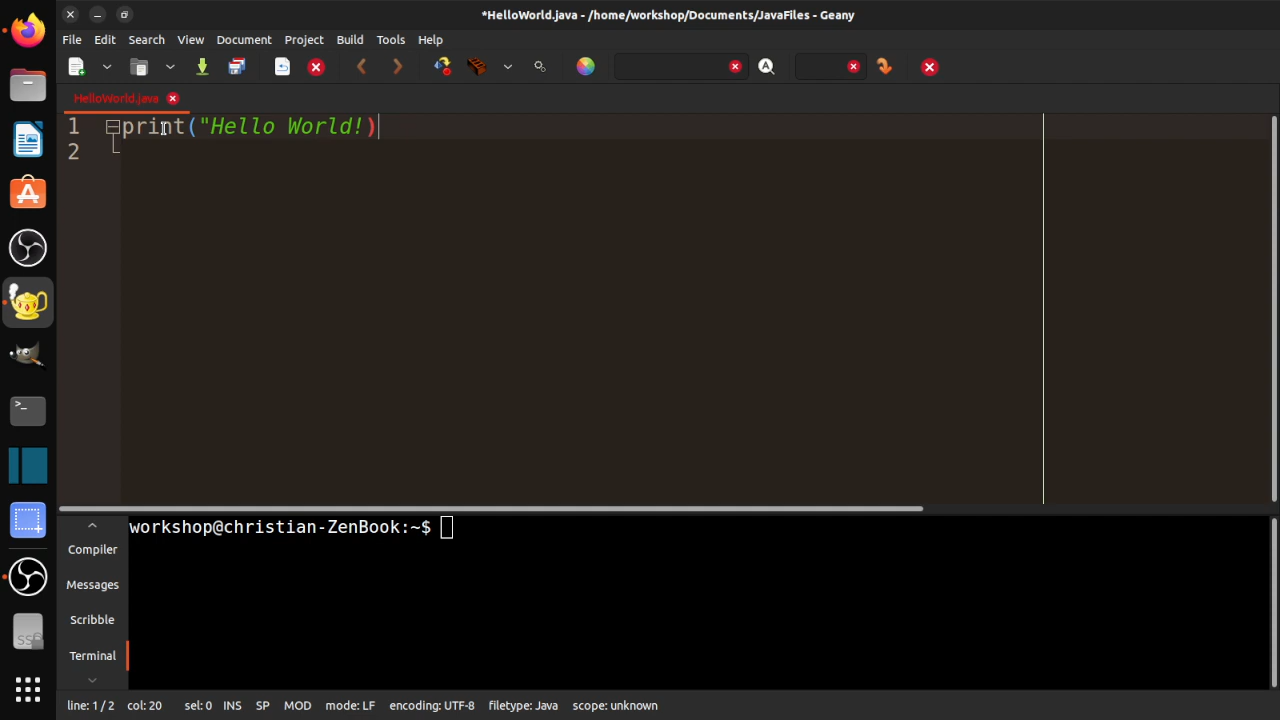 *HelloWorld.java - /home/workshop/Documents/JavaFiles - Geany
File Edit Search View Document Project Build Tools Help
HelloWorld.java
1 print("Hello World!)
2
workshop@christian-ZenBook:~$
Compiler
Messages
Scribble
Terminal
line: 1 / 2 col: 20 sel: 0 INS SP MOD mode: LF encoding: UTF-8 filetype: Java scope: unknown